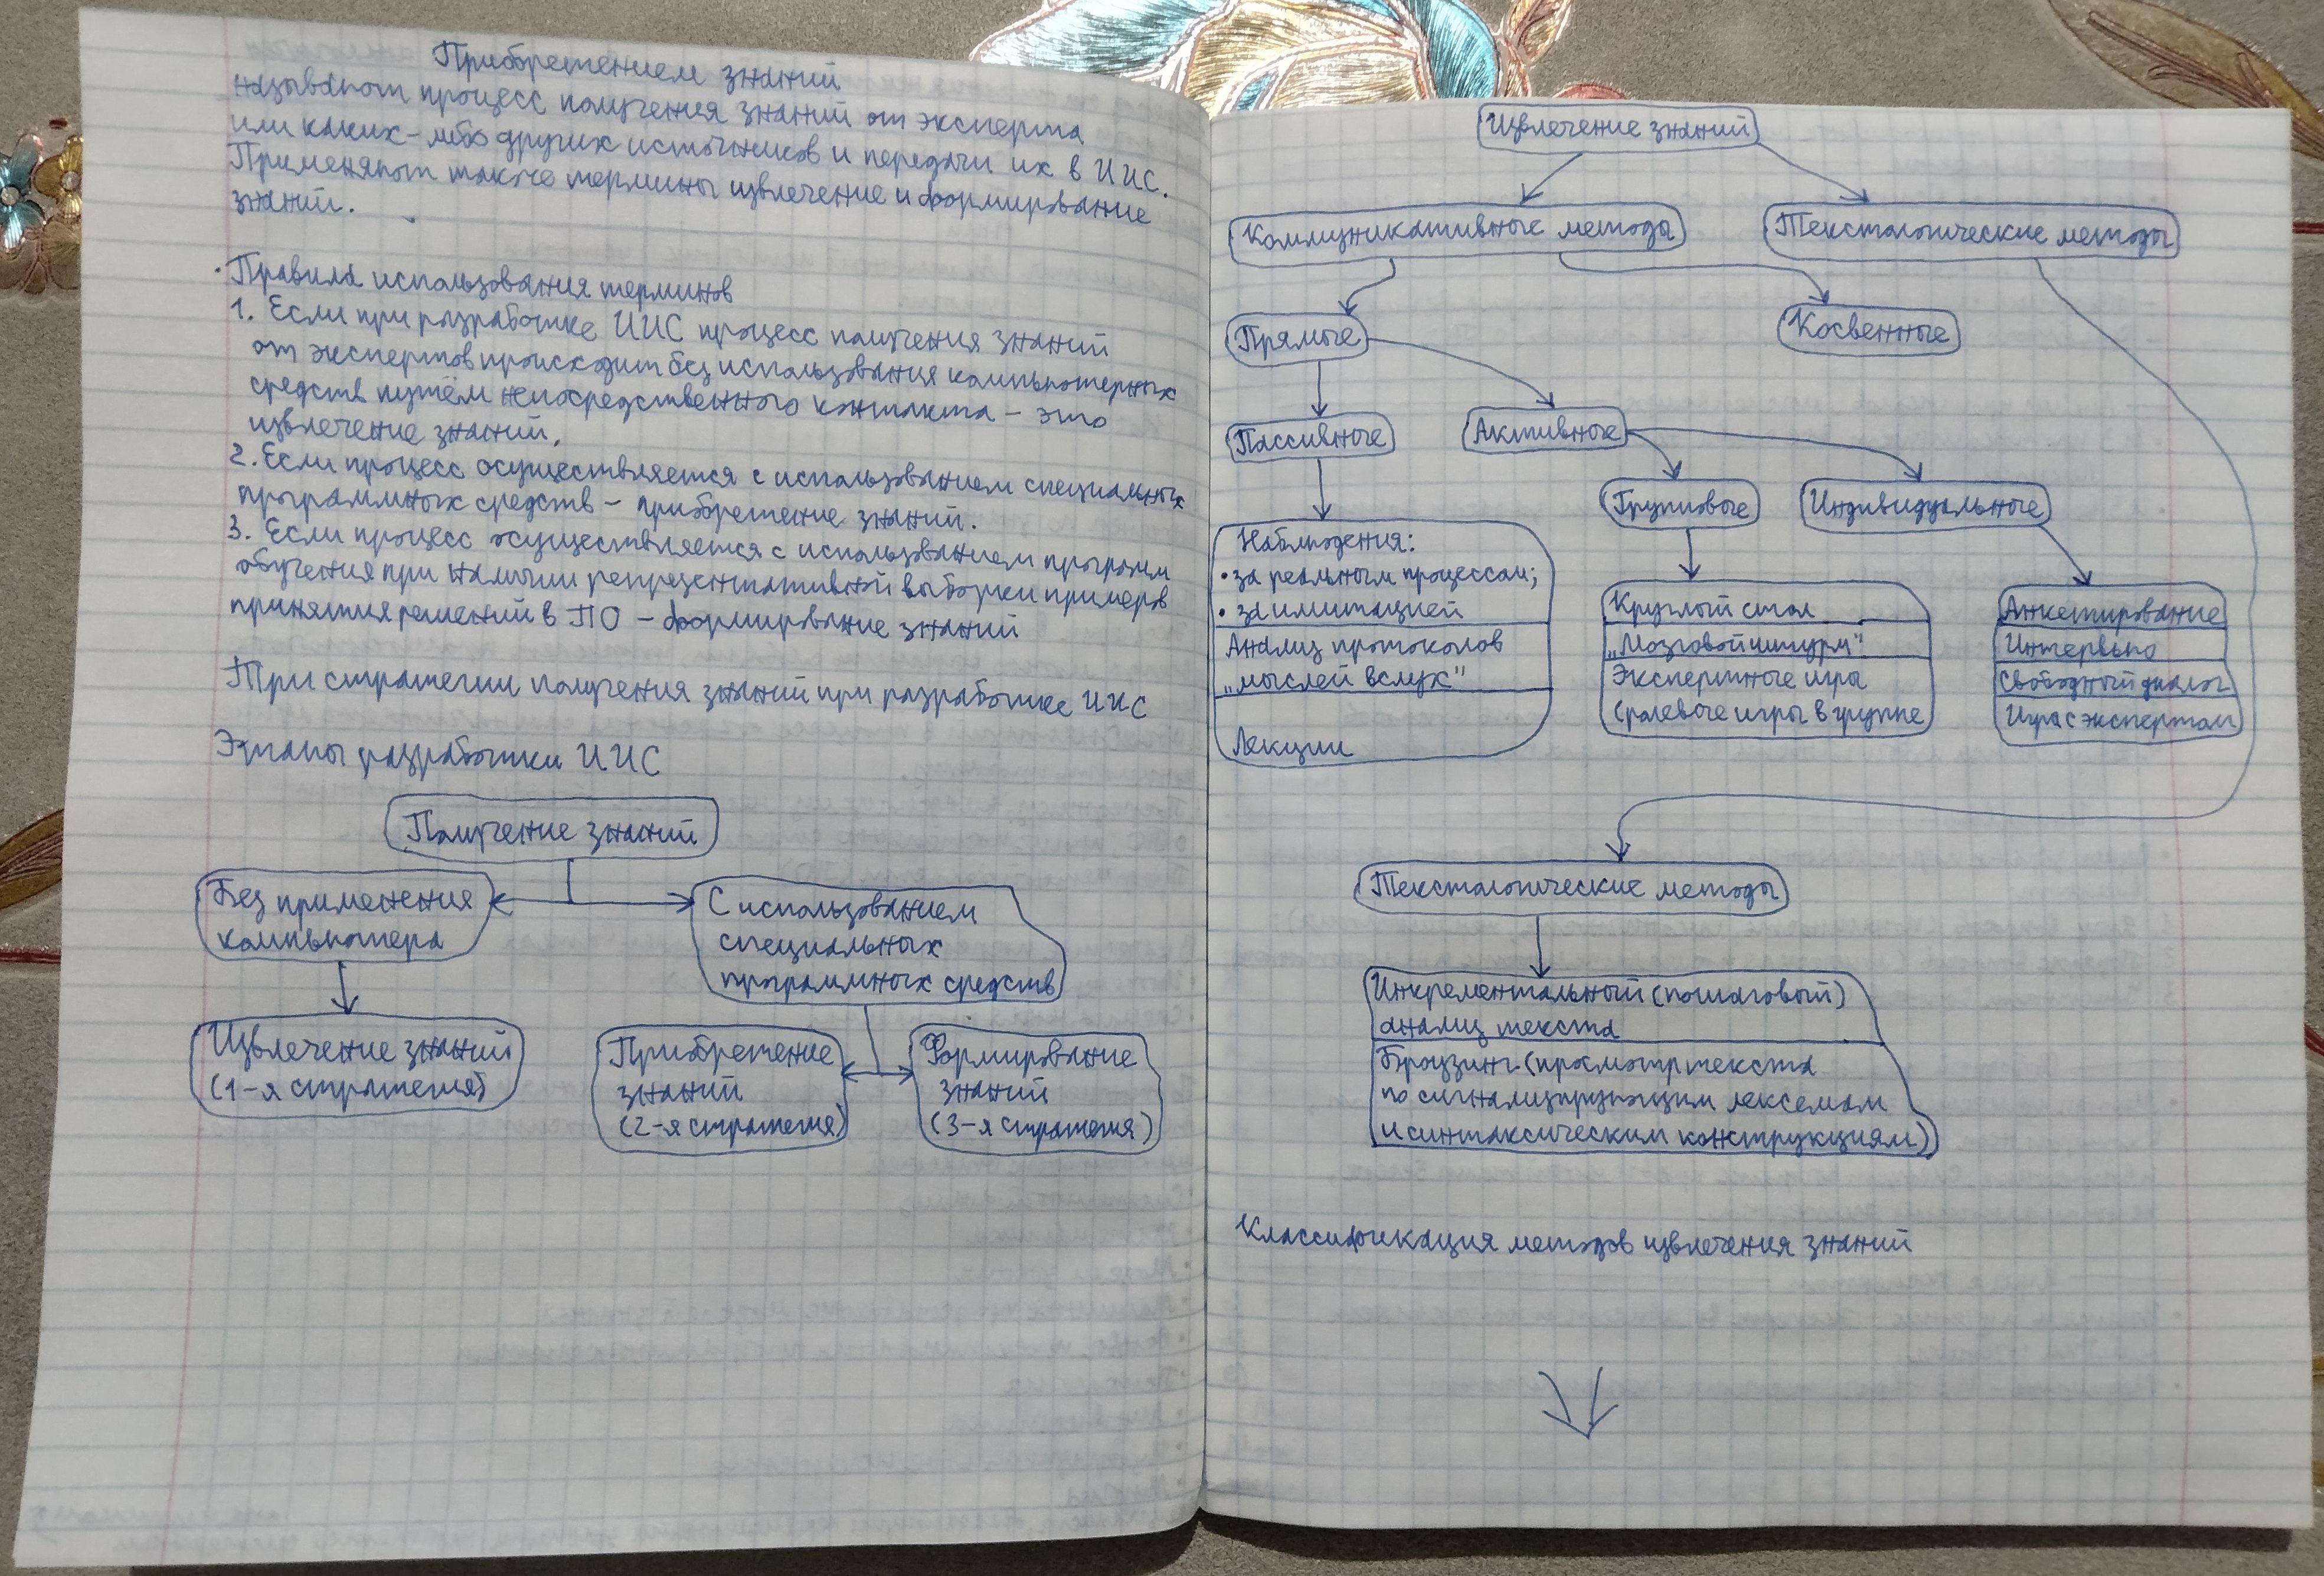 Приобретением знаний
называют процесс получения знаний от эксперта
или каких-либо других источников и передачи их в ИИС.
Применяют также термины извлечение и формирование
знаний.
Правила использования терминов
1. Если при разработке ИИС процесс получения знаний
от экспертов происходит без использования компьютерных
средств путём непосредственного контакта - это
извлечение знаний.
2. Если процесс осуществляется с использованием специальных
программных средств - приобретение знаний.
3. Если процесс осуществляется с использованием программ
обучения при наличии репрезентативной выборки примеров
принятия решений в ПО - формирование знаний
Три стратегии получения знаний при разработке ИИС
Этапы разработки ИИС
Получение знаний
Без применения
компьютера
С использованием
специальных
программных средств
Извлечение знаний
(1-я стратегия)
Приобретение
знаний
(2-я стратегия)
Формирование
знаний
(3-я стратегия)
Извлечение знаний
Коммуникативные методы
Текстологические методы
Прямые
Косвенные
Пассивные
Активные
Групповые
Индивидуальные
Наблюдения:
• за реальным процессом;
• за имитацией
Анализ протоколов
„мыслей вслух"
Лекции
Круглый стол
„Мозговой штурм"
Экспертные игра
(ролевые игры в группе
Анкетирование
Интервью
Свободный диалог
Игра с экспертом
Текстологические методы
Инкрементальный (пошаговый)
анализ текста
Браузинг (просмотр текста
по сигнализирующим лексемам
и синтаксическим конструкциям)
Классификация методов извлечения знаний